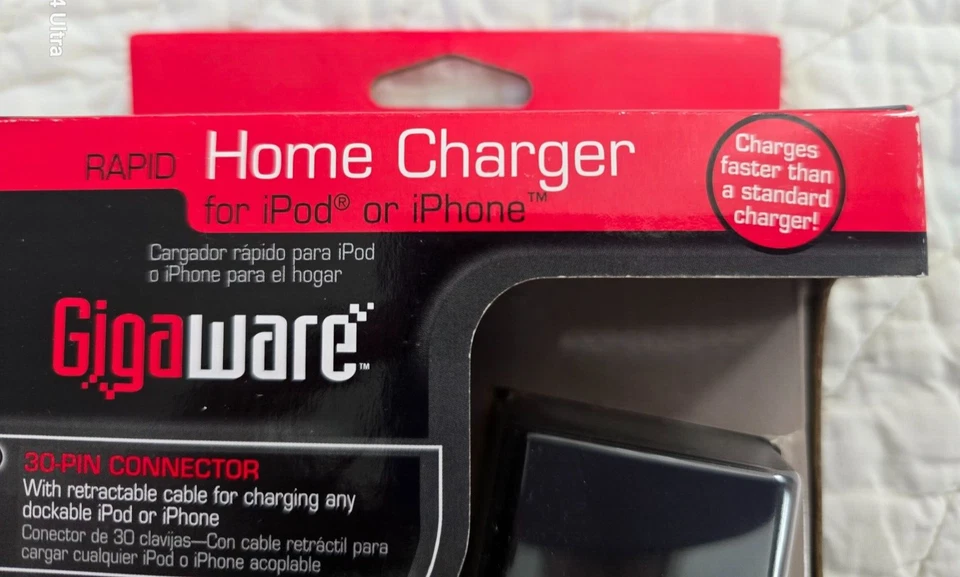 4 Ultra
RAPID Home Charger
for iPod® or iPhone™
Charges
faster than
a standard
charger!
Cargador rápido para iPod
o iPhone para el hogar
Gigaware™
30-PIN CONNECTOR
With retractable cable for charging any
dockable iPod or iPhone
Conector de 30 clavijas—Con cable retráctil para
cargar cualquier iPod o iPhone acoplable